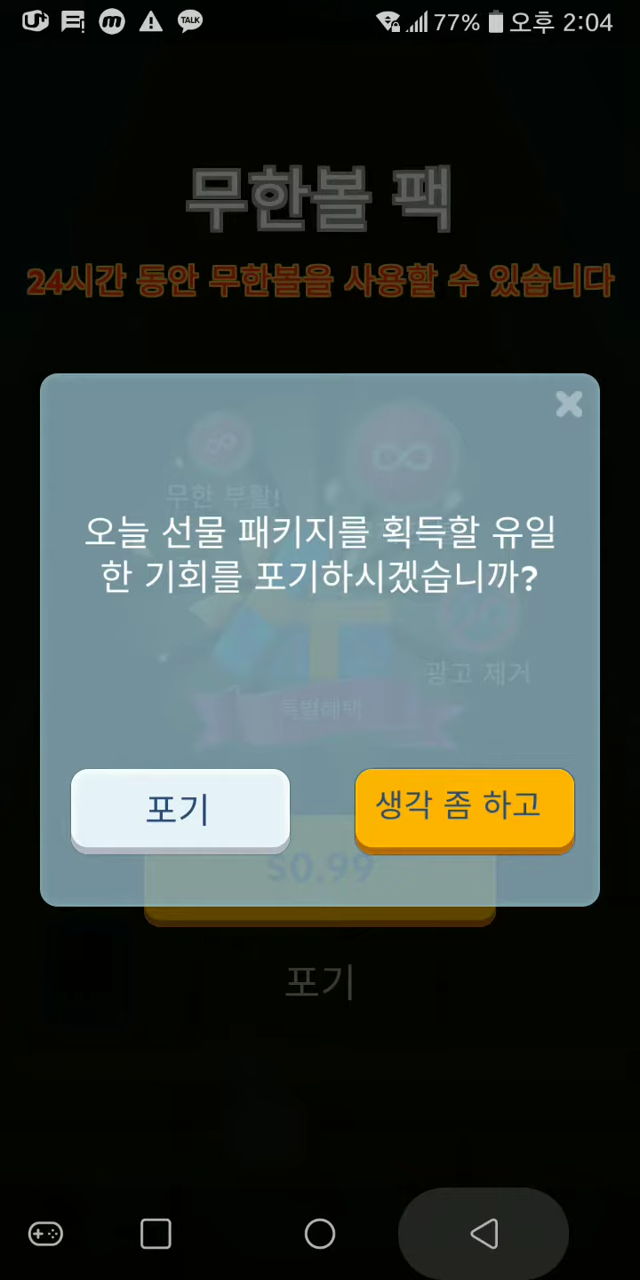 TALK 77% 오후 2:04
무한볼 팩
24시간 동안 무한볼을 사용할 수 있습니다
무한 부활!
오늘 선물 패키지를 획득할 유일
한 기회를 포기하시겠습니까?
광고 제거
특별혜택
포기 생각 좀 하고
$0.99
포기